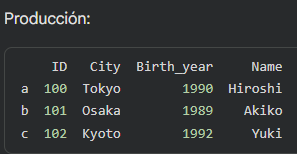 Producción:
ID City Birth_year Name
a 100 Tokyo 1990 Hiroshi
b 101 Osaka 1989 Akiko
c 102 Kyoto 1992 Yuki